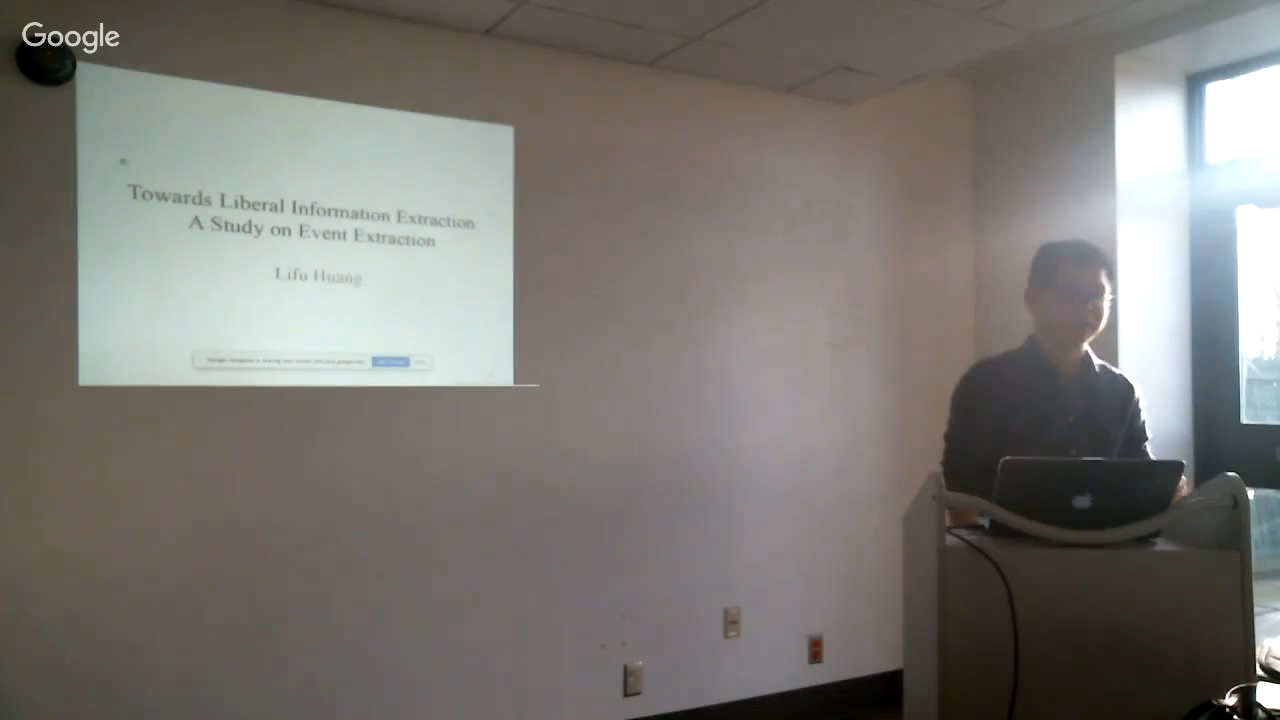 Google
Towards Liberal Information Extraction
A Study on Event Extraction
Lifu Huang